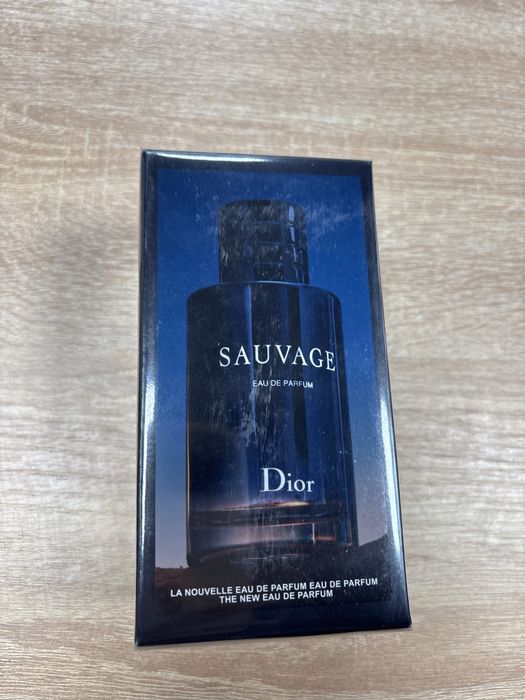 SAUVAGE
EAU DE PARFUM
Dior
LA NOUVELLE EAU DE PARFUM EAU DE PARFUM
THE NEW EAU DE PARFUM